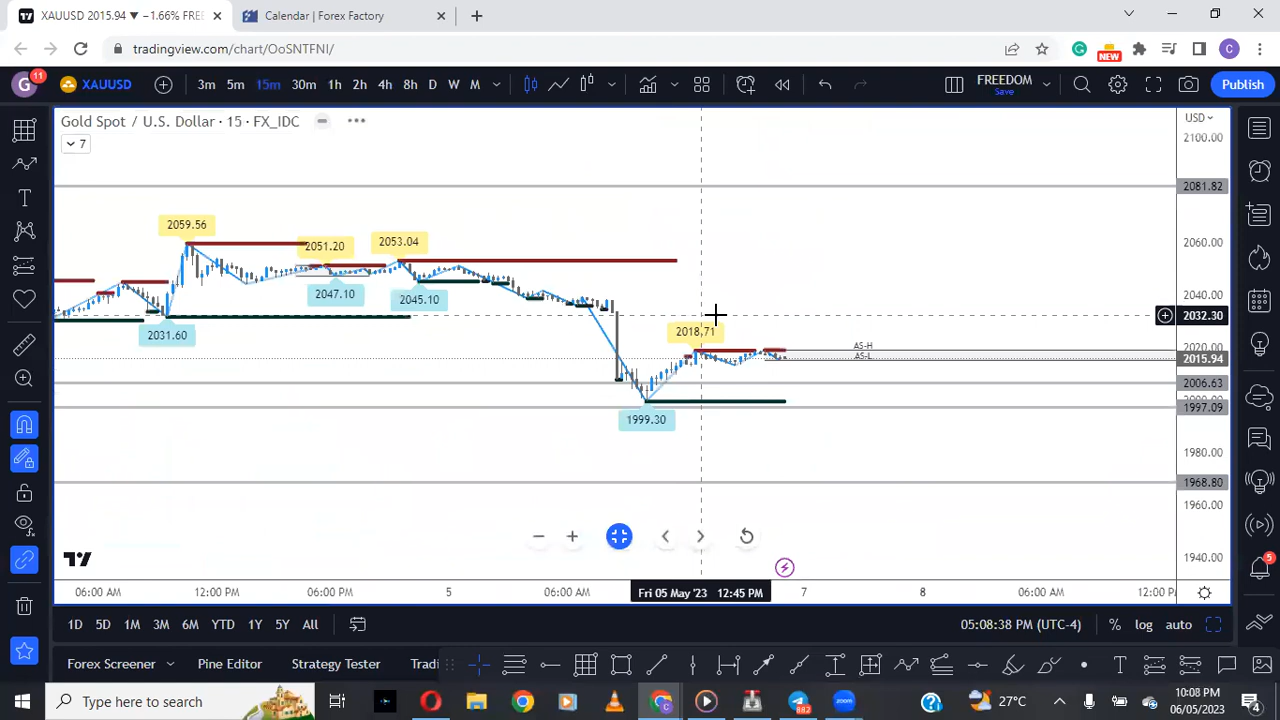 XAUUSD 2015.94 ▼ −1.66% FREE
Calendar | Forex Factory
tradingview.com/chart/OoSNTFNI/
NEW
C
G
11
XAUUSD
3m 5m 15m 30m 1h 2h 4h 8h D W M
FREEDOM
Save
Publish
Gold Spot / U.S. Dollar · 15 · FX_IDC
7
USD
2100.00
2081.82
2060.00
2040.00
2032.30
2020.00
2015.94
2006.63
1997.09
1980.00
1968.80
1960.00
1940.00
2059.56
2051.20
2053.04
2047.10
2045.10
2031.60
2018.71
1999.30
AS-H
AS-L
06:00 AM 12:00 PM 06:00 PM 5 06:00 AM Fri 05 May '23 12:45 PM 7 8 06:00 AM 12:00 P
1D 5D 1M 3M 6M YTD 1Y 5Y All
05:08:38 PM (UTC-4) % log auto
5
Forex Screener Pine Editor Strategy Tester Tradi
Type here to search
882
27°C
10:08 PM
06/05/2023
4